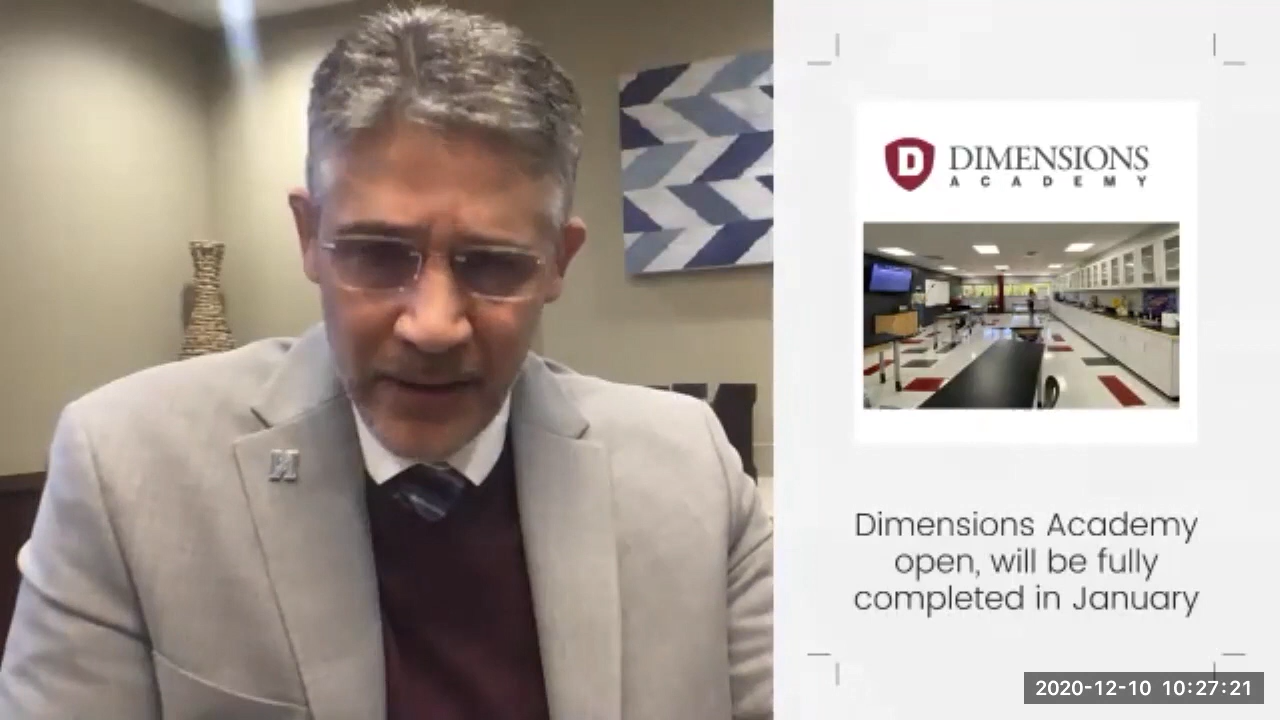 D
DIMENSIONS
ACADEMY
Dimensions Academy
open, will be fully
completed in January
2020-12-10 10:27:21